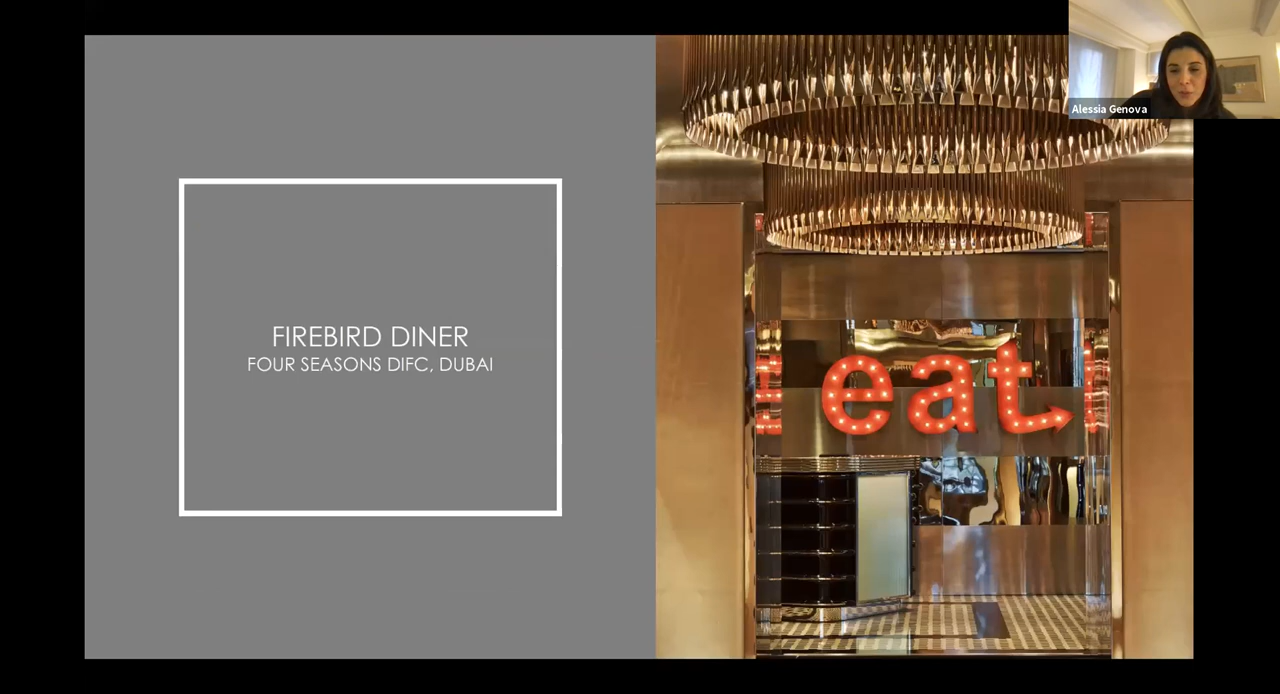 FIREBIRD DINER
FOUR SEASONS DIFC, DUBAI
eat
Alessia Genova